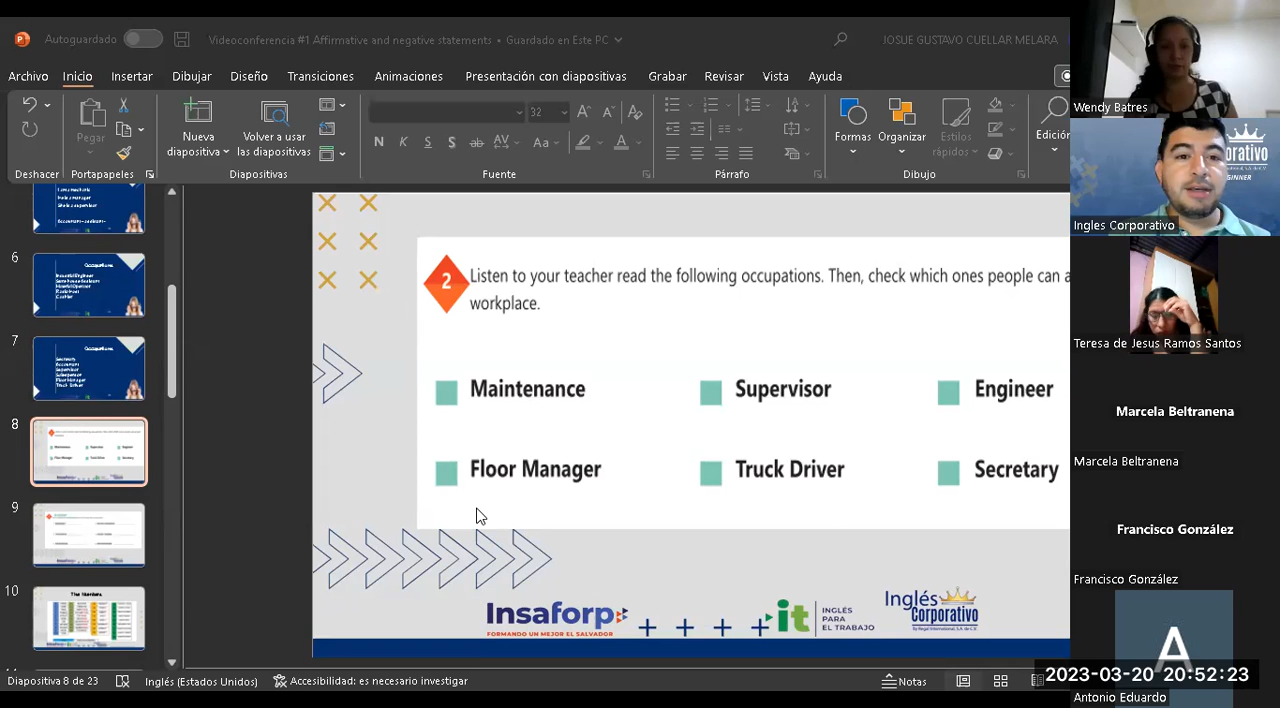 Autoguardado
Videoconferencia #1 Affirmative and negative statements • Guardado en Este PC
JOSUE GUSTAVO CUELLAR MELARA
Archivo Inicio Insertar Dibujar Diseño Transiciones Animaciones Presentación con diapositivas Grabar Revisar Vista Ayuda
32
Pegar
Nueva diapositiva
Volver a usar las diapositivas
N K S S ab AV Aa A
Formas Organizar Estilos rápidos Edición
Deshacer Portapapeles Diapositivas Fuente Párrafo Dibujo
6
7
8
9
10
Occupations
Occupations
The Numbers
2
Listen to your teacher read the following occupations. Then, check which ones people can a
workplace.
Maintenance Supervisor Engineer
Floor Manager Truck Driver Secretary
Insaforp
FORMANDO UN MEJOR EL SALVADOR
it
INGLÉS
PARA
EL TRABAJO
Inglés
Corporativo
Wendy Batres
orativo
Ingles Corporativo
Teresa de Jesus Ramos Santos
Marcela Beltranena
Marcela Beltranena
Francisco González
Francisco González
A
2023-03-20 20:52:23
Antonio Eduardo
Diapositiva 8 de 23 Inglés (Estados Unidos) Accesibilidad: es necesario investigar Notas